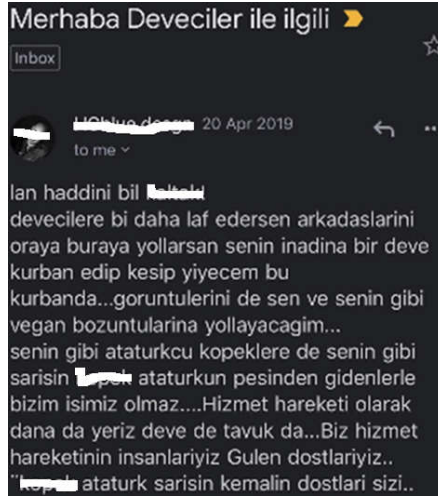 Merhaba Deveciler ile ilgili
Inbox
20 Apr 2019
to me
lan haddini bil
devecilere bi daha laf edersen arkadaslarini
oraya buraya yollarsan senin inadina bir deve
kurban edip kesip yiyecem bu
kurbanda...goruntulerini de sen ve senin gibi
vegan bozuntularina yollayacagim...
senin gibi ataturkcu kopeklere de senin gibi
sarisin ataturkun pesinden gidenlerle
bizim isimiz olmaz....Hizmet hareketi olarak
dana da yeriz deve de tavuk da...Biz hizmet
hareketinin insanlariyiz Gulen dostlariyiz..
ataturk sarisin kemalin dostlari sizi..